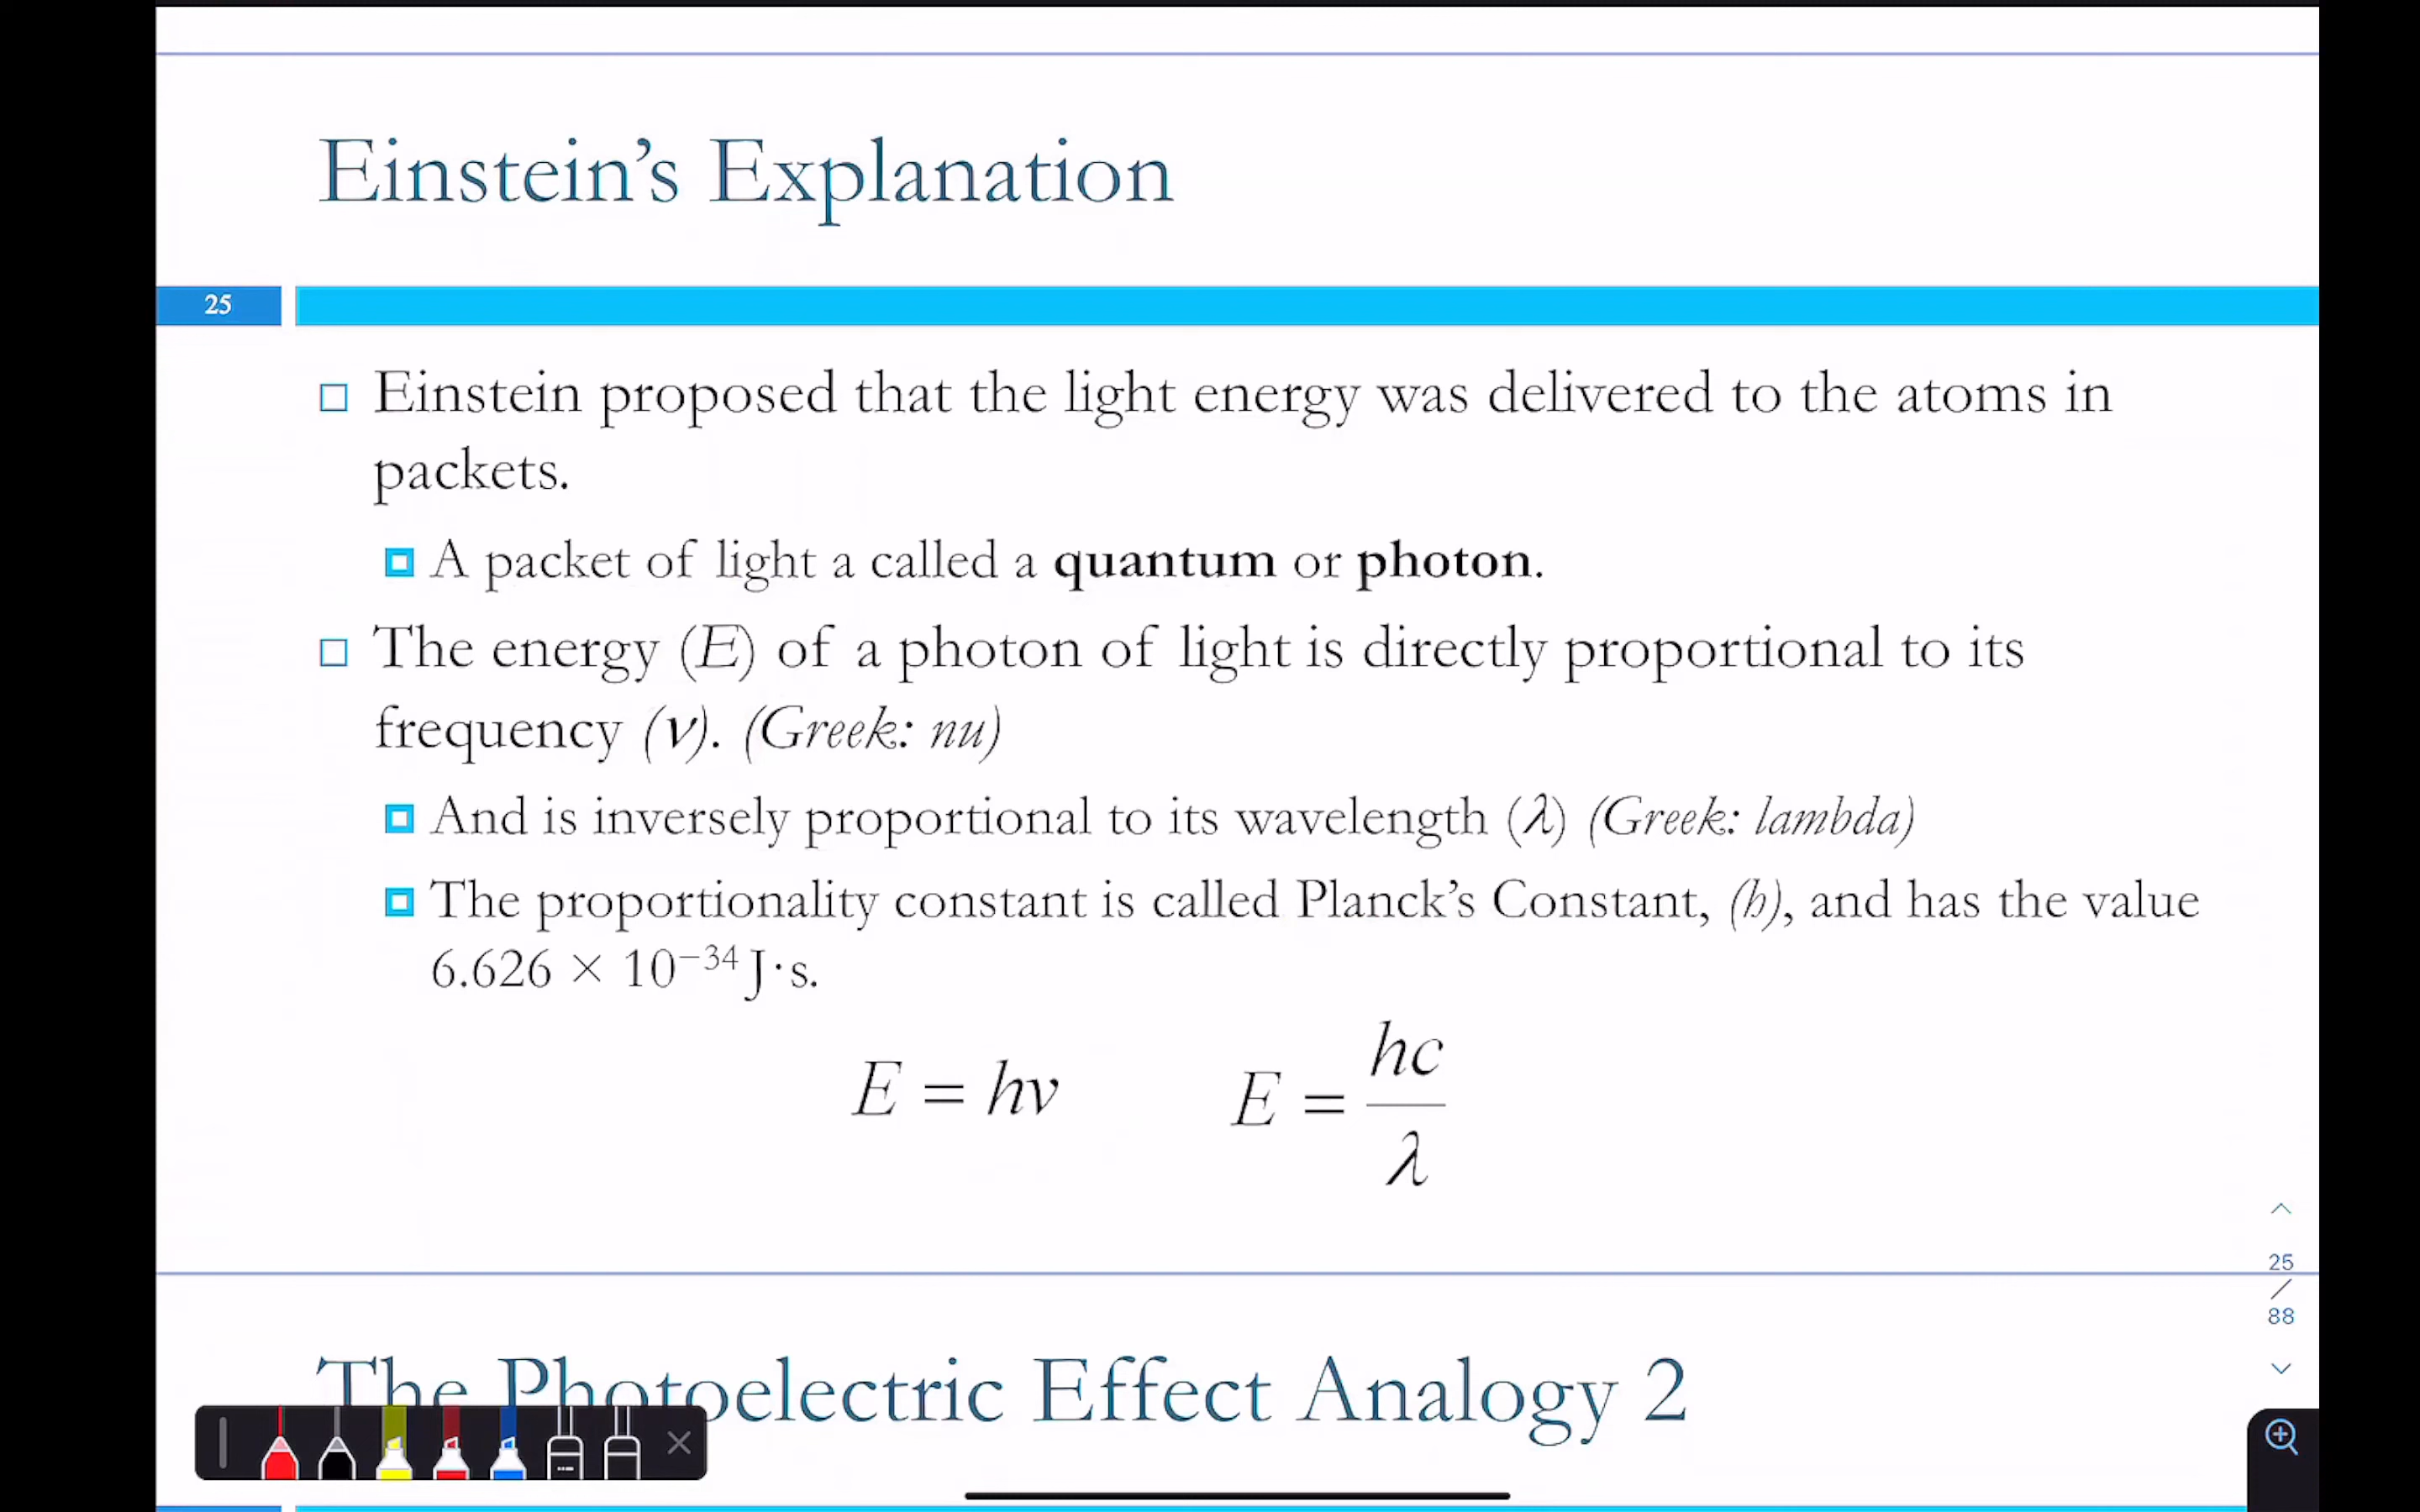 Einstein's Explanation
25
Einstein proposed that the light energy was delivered to the atoms in
packets.
A packet of light a called a quantum or photon.
The energy (E) of a photon of light is directly proportional to its
frequency (ν). (Greek: nu)
And is inversely proportional to its wavelength (λ) (Greek: lambda)
The proportionality constant is called Planck's Constant, (h), and has the value
6.626 × 10⁻³⁴ J·s.
E = hν E = hc/λ
25
/
88
The Photoelectric Effect Analogy 2